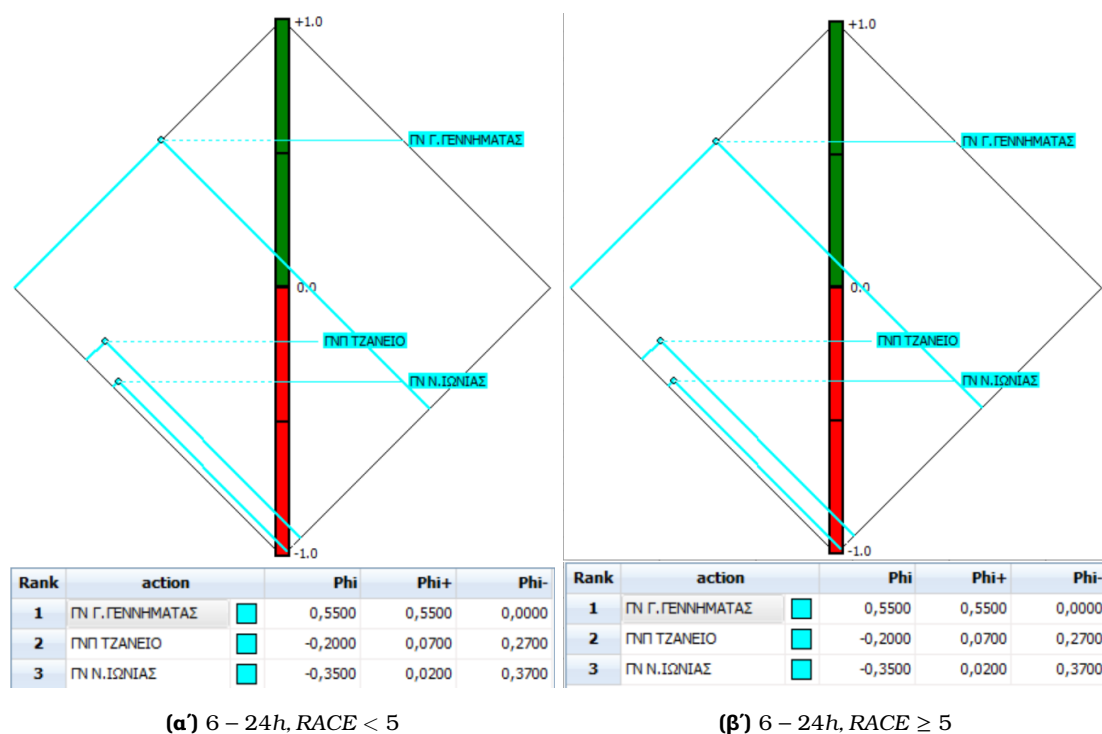 +1.0
ΓΝ Γ.ΓΕΝΝΗΜΑΤΑΣ
0.0
ΓΝΠ ΤΖΑΝΕΙΟ
ΓΝ Ν.ΙΩΝΙΑΣ
-1.0
Rank action Phi Phi+ Phi-
1 ΓΝ Γ.ΓΕΝΝΗΜΑΤΑΣ 0,5500 0,5500 0,0000
2 ΓΝΠ ΤΖΑΝΕΙΟ -0,2000 0,0700 0,2700
3 ΓΝ Ν.ΙΩΝΙΑΣ -0,3500 0,0200 0,3700
(α΄) 6 – 24h, RACE < 5
+1.0
ΓΝ Γ.ΓΕΝΝΗΜΑΤΑΣ
0.0
ΓΝΠ ΤΖΑΝΕΙΟ
ΓΝ Ν.ΙΩΝΙΑΣ
-1.0
Rank action Phi Phi+ Phi-
1 ΓΝ Γ.ΓΕΝΝΗΜΑΤΑΣ 0,5500 0,5500 0,0000
2 ΓΝΠ ΤΖΑΝΕΙΟ -0,2000 0,0700 0,2700
3 ΓΝ Ν.ΙΩΝΙΑΣ -0,3500 0,0200 0,3700
(β΄) 6 – 24h, RACE ≥ 5